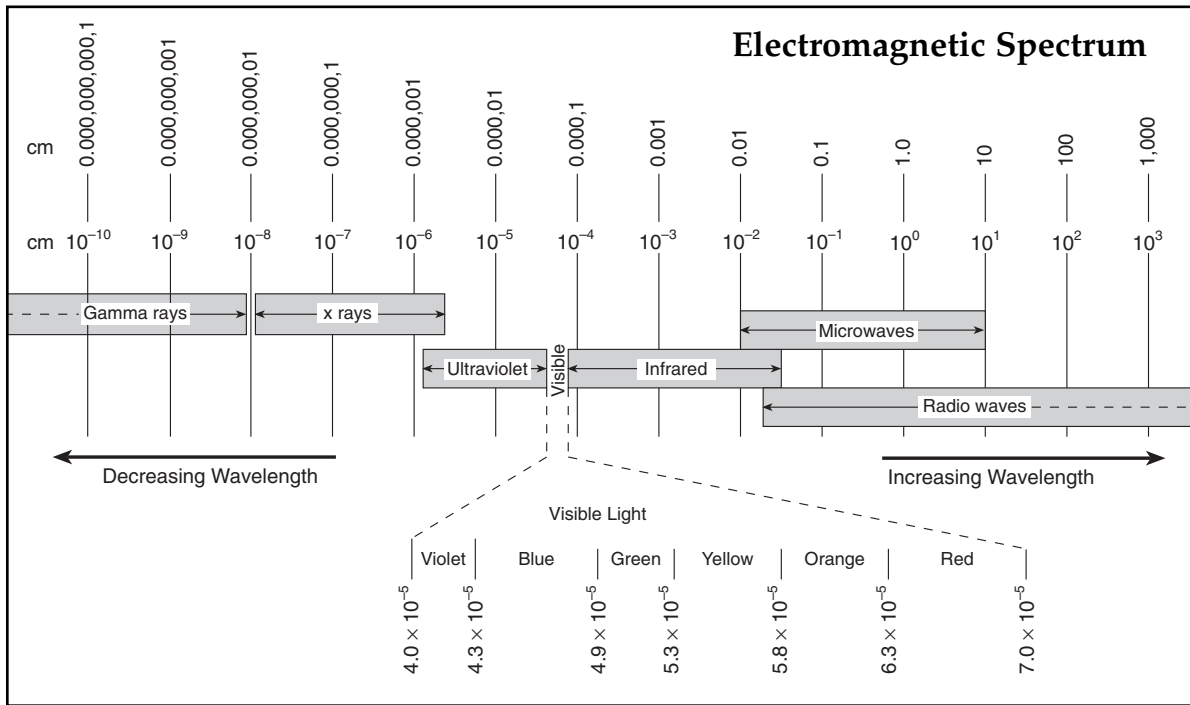 Electromagnetic Spectrum
cm 0.000,000,000,1 0.000,000,001 0.000,000,01 0.000,000,1 0.000,001 0.000,01 0.000,1 0.001 0.01 0.1 1.0 10 100 1,000
cm 10⁻¹⁰ 10⁻⁹ 10⁻⁸ 10⁻⁷ 10⁻⁶ 10⁻⁵ 10⁻⁴ 10⁻³ 10⁻² 10⁻¹ 10⁰ 10¹ 10² 10³
Gamma rays x rays
Microwaves
Ultraviolet Visible Infrared
Radio waves
Decreasing Wavelength Increasing Wavelength
Visible Light
Violet Blue Green Yellow Orange Red
4.0 × 10⁻⁵ 4.3 × 10⁻⁵ 4.9 × 10⁻⁵ 5.3 × 10⁻⁵ 5.8 × 10⁻⁵ 6.3 × 10⁻⁵ 7.0 × 10⁻⁵